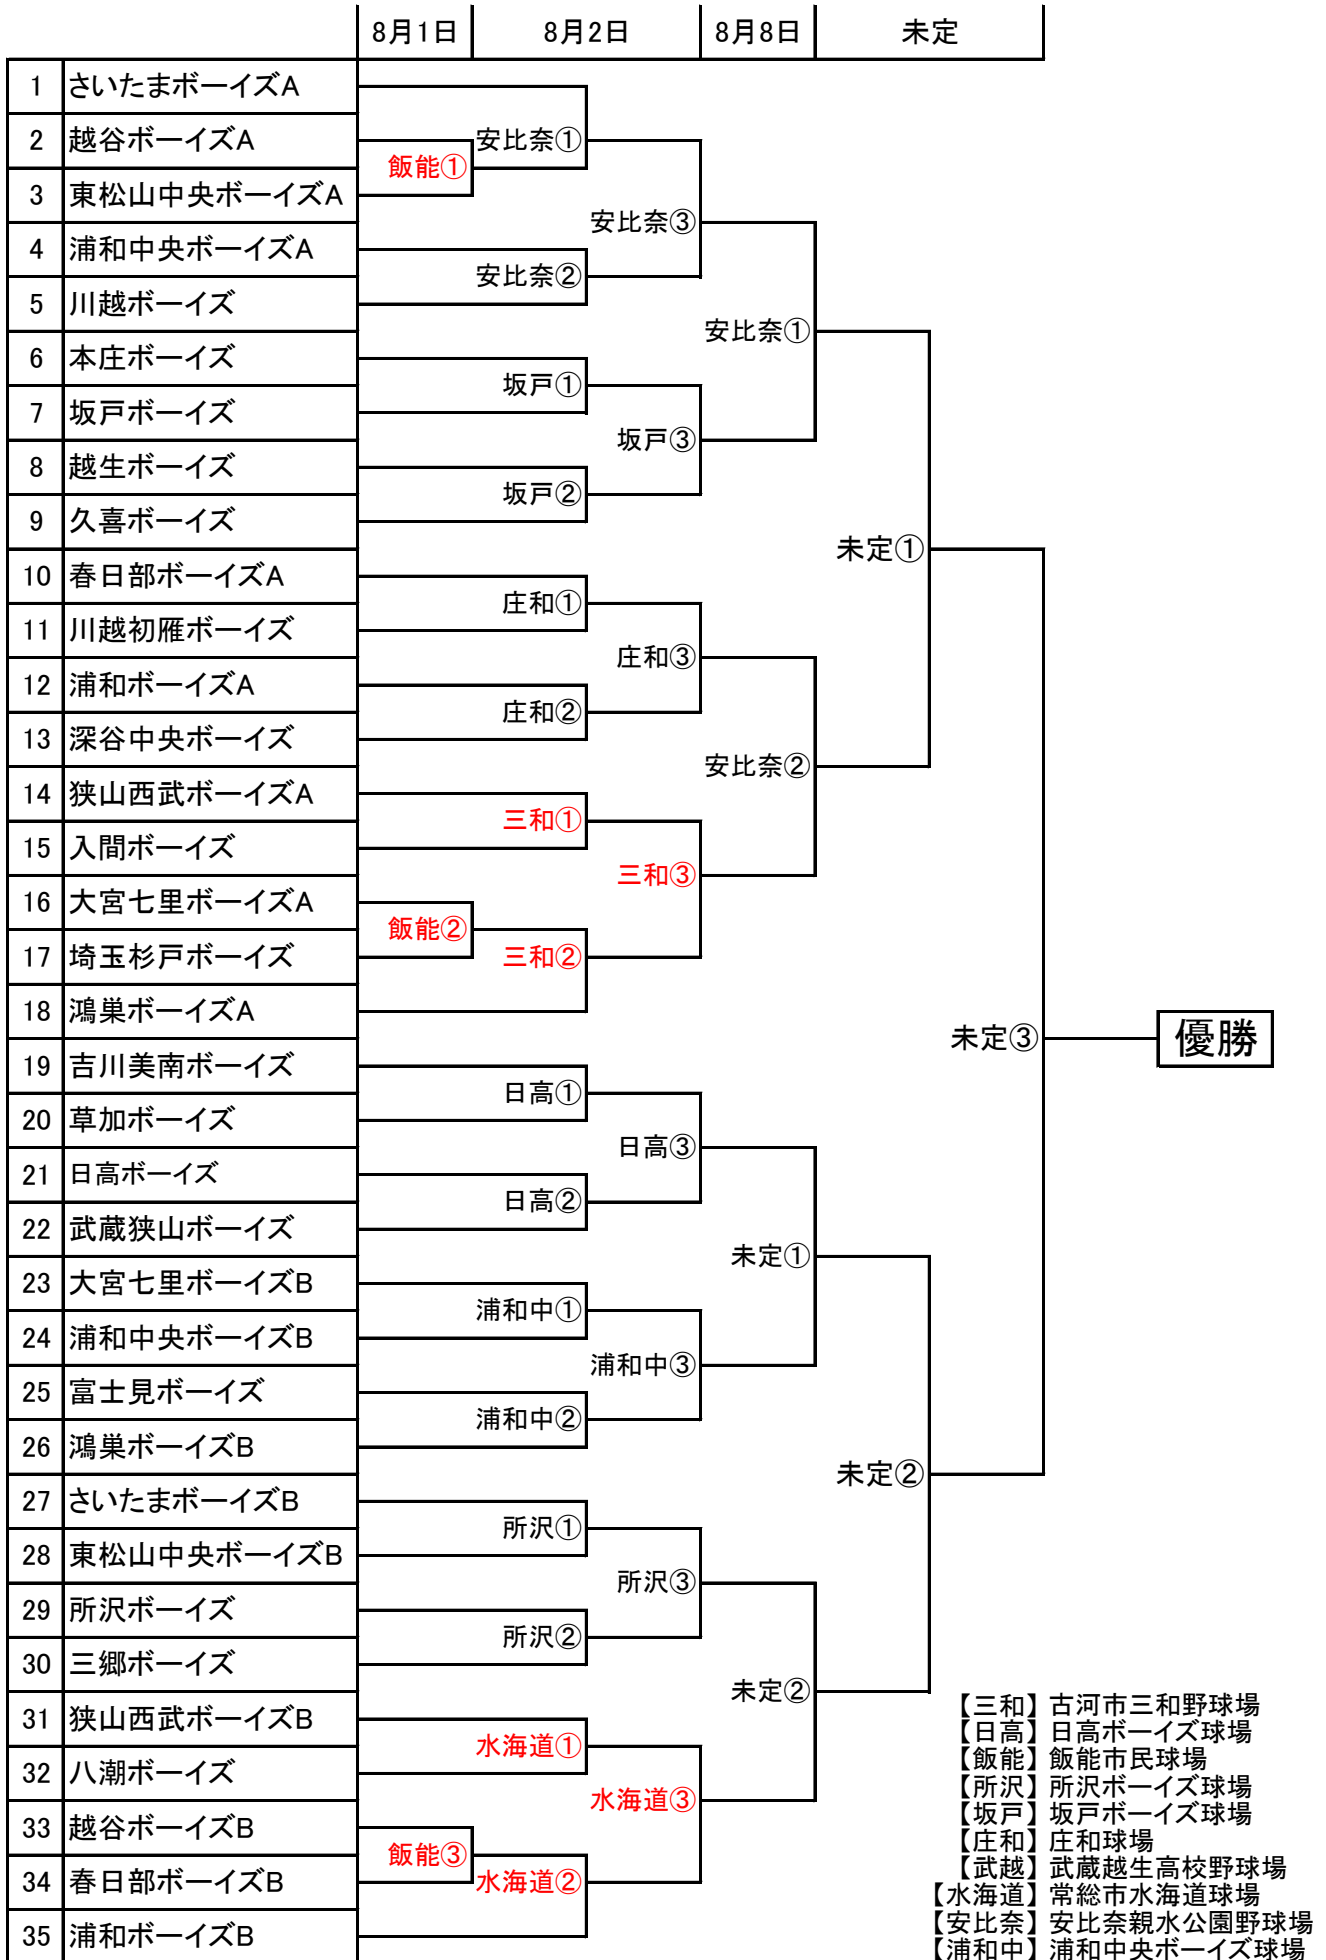 8月1日 8月2日 8月8日 未定
1 さいたまボーイズA
2 越谷ボーイズA
3 東松山中央ボーイズA
4 浦和中央ボーイズA
5 川越ボーイズ
6 本庄ボーイズ
7 坂戸ボーイズ
8 越生ボーイズ
9 久喜ボーイズ
10 春日部ボーイズA
11 川越初雁ボーイズ
12 浦和ボーイズA
13 深谷中央ボーイズ
14 狭山西武ボーイズA
15 入間ボーイズ
16 大宮七里ボーイズA
17 埼玉杉戸ボーイズ
18 鴻巣ボーイズA
19 吉川美南ボーイズ
20 草加ボーイズ
21 日高ボーイズ
22 武蔵狭山ボーイズ
23 大宮七里ボーイズB
24 浦和中央ボーイズB
25 富士見ボーイズ
26 鴻巣ボーイズB
27 さいたまボーイズB
28 東松山中央ボーイズB
29 所沢ボーイズ
30 三郷ボーイズ
31 狭山西武ボーイズB
32 八潮ボーイズ
33 越谷ボーイズB
34 春日部ボーイズB
35 浦和ボーイズB
飯能①
飯能②
飯能③
安比奈①
安比奈②
坂戸①
坂戸②
庄和①
庄和②
三和①
三和②
日高①
日高②
浦和中①
浦和中②
所沢①
所沢②
水海道①
水海道②
安比奈③
坂戸③
庄和③
三和③
日高③
浦和中③
所沢③
水海道③
安比奈①
安比奈②
未定①
未定②
未定①
未定②
未定③
優勝
【三和】古河市三和野球場
【日高】日高ボーイズ球場
【飯能】飯能市民球場
【所沢】所沢ボーイズ球場
【坂戸】坂戸ボーイズ球場
【庄和】庄和球場
【武越】武蔵越生高校野球場
【水海道】常総市水海道球場
【安比奈】安比奈親水公園野球場
【浦和中】浦和中央ボーイズ球場